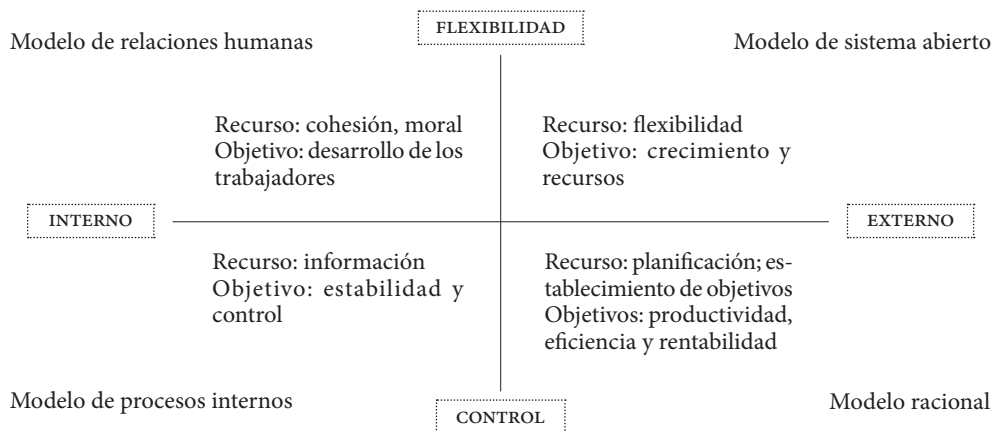 FLEXIBILIDAD
Modelo de relaciones humanas
Modelo de sistema abierto
Recurso: cohesión, moral
Objetivo: desarrollo de los
trabajadores
Recurso: flexibilidad
Objetivo: crecimiento y
recursos
INTERNO
EXTERNO
Recurso: información
Objetivo: estabilidad y
control
Recurso: planificación; es-
tablecimiento de objetivos
Objetivos: productividad,
eficiencia y rentabilidad
Modelo de procesos internos
Modelo racional
CONTROL